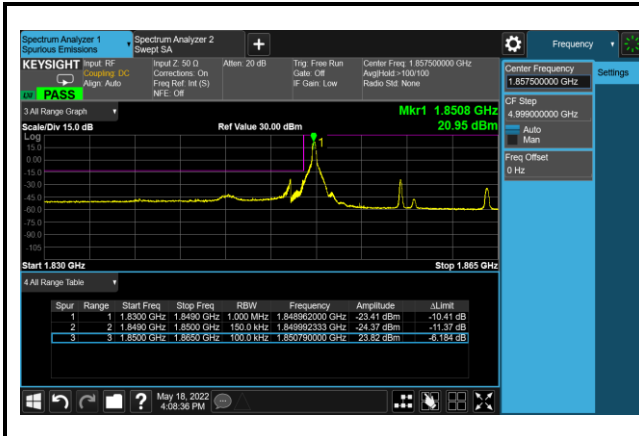 Spectrum Analyzer 1
Spurious Emissions
Spectrum Analyzer 2
Swept SA
+
Frequency
KEYSIGHT
Input: RF
Coupling: DC
Align: Auto
Input Z: 50 Ω
Corrections: On
Freq Ref: Int (S)
NFE: Off
Atten: 20 dB
Trig: Free Run
Gate: Off
IF Gain: Low
Center Freq: 1.857500000 GHz
Avg|Hold:>100/100
Radio Std: None
PASS
Center Frequency
1.857500000 GHz
Settings
CF Step
4.999000000 GHz
Auto
Man
Freq Offset
0 Hz
3 All Range Graph
Mkr1 1.8508 GHz
Scale/Div 15.0 dB
Ref Value 30.00 dBm
20.95 dBm
Log
1
15.0
0.00
-15.0
-30.0
-45.0
-60.0
-75.0
-90.0
-105
Start 1.830 GHz
Stop 1.865 GHz
4 All Range Table
Spur Range Start Freq Stop Freq RBW Frequency Amplitude ΔLimit
1 1 1.8300 GHz 1.8490 GHz 1.000 MHz 1.848962000 GHz -23.41 dBm -10.41 dB
2 2 1.8490 GHz 1.8500 GHz 150.0 kHz 1.849992333 GHz -24.37 dBm -11.37 dB
3 3 1.8500 GHz 1.8650 GHz 100.0 kHz 1.850790000 GHz 23.82 dBm -6.184 dB
?
May 18, 2022
4:08:36 PM